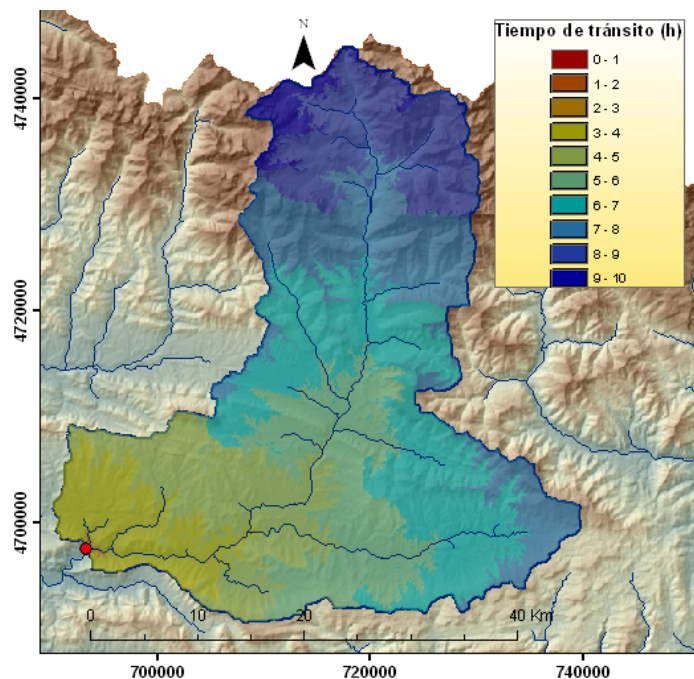 N
Tiempo de tránsito (h)
0 - 1
1 - 2
2 - 3
3 - 4
4 - 5
5 - 6
6 - 7
7 - 8
8 - 9
9 - 10
4740000
4720000
4700000
0 10 20 40 Km
700000 720000 740000